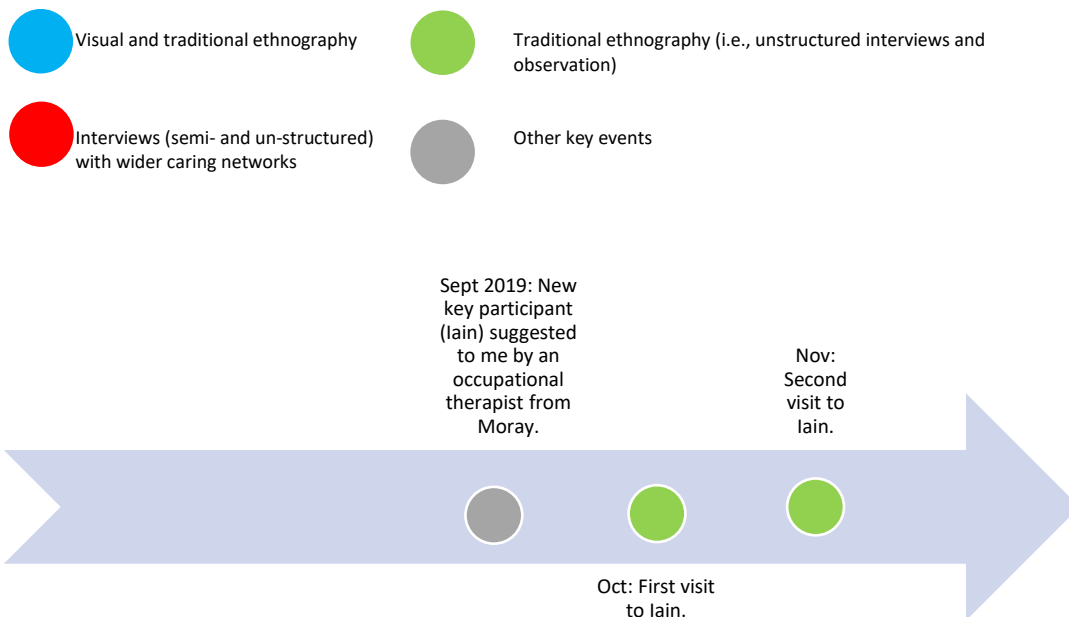 Visual and traditional ethnography
Traditional ethnography (i.e., unstructured interviews and
observation)
Interviews (semi- and un-structured)
with wider caring networks
Other key events
Sept 2019: New
key participant
(Iain) suggested
to me by an
occupational
therapist from
Moray.
Nov:
Second
visit to
Iain.
Oct: First visit
to Iain.